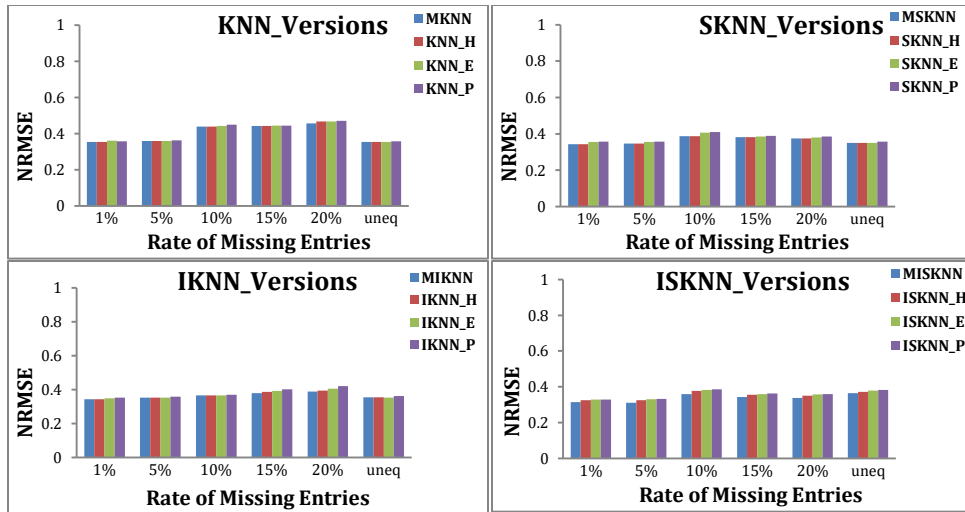 KNN_Versions
1
0.8
0.6
0.4
0.2
0
NRMSE
1% 5% 10% 15% 20% uneq
Rate of Missing Entries
MKNN
KNN_H
KNN_E
KNN_P
SKNN_Versions
1
0.8
0.6
0.4
0.2
0
NRMSE
1% 5% 10% 15% 20% uneq
Rate of Missing Entries
MSKNN
SKNN_H
SKNN_E
SKNN_P
IKNN_Versions
1
0.8
0.6
0.4
0.2
0
NRMSE
1% 5% 10% 15% 20% uneq
Rate of Missing Entries
MIKNN
IKNN_H
IKNN_E
IKNN_P
ISKNN_Versions
1
0.8
0.6
0.4
0.2
0
NRMSE
1% 5% 10% 15% 20% uneq
Rate of Missing Entries
MISKNN
ISKNN_H
ISKNN_E
ISKNN_P